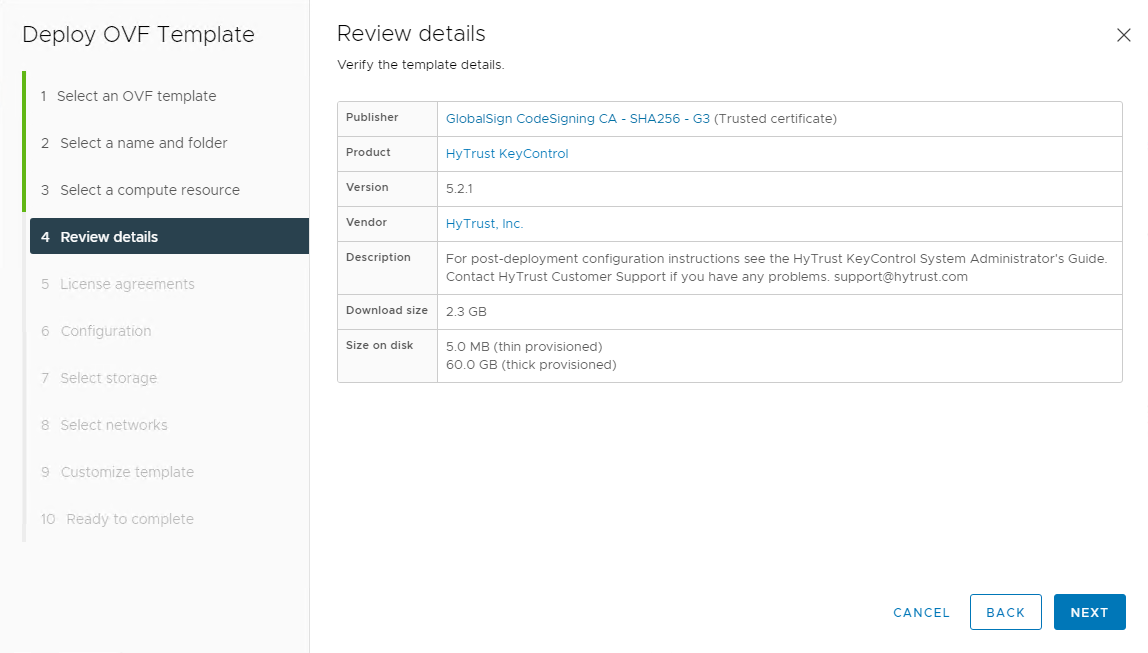 Deploy OVF Template
1 Select an OVF template
2 Select a name and folder
3 Select a compute resource
4 Review details
5 License agreements
6 Configuration
7 Select storage
8 Select networks
9 Customize template
10 Ready to complete
Review details
Verify the template details.
Publisher GlobalSign CodeSigning CA - SHA256 - G3 (Trusted certificate)
Product HyTrust KeyControl
Version 5.2.1
Vendor HyTrust, Inc.
Description For post-deployment configuration instructions see the HyTrust KeyControl System Administrator's Guide.
Contact HyTrust Customer Support if you have any problems. support@hytrust.com
Download size 2.3 GB
Size on disk 5.0 MB (thin provisioned)
60.0 GB (thick provisioned)
CANCEL BACK NEXT